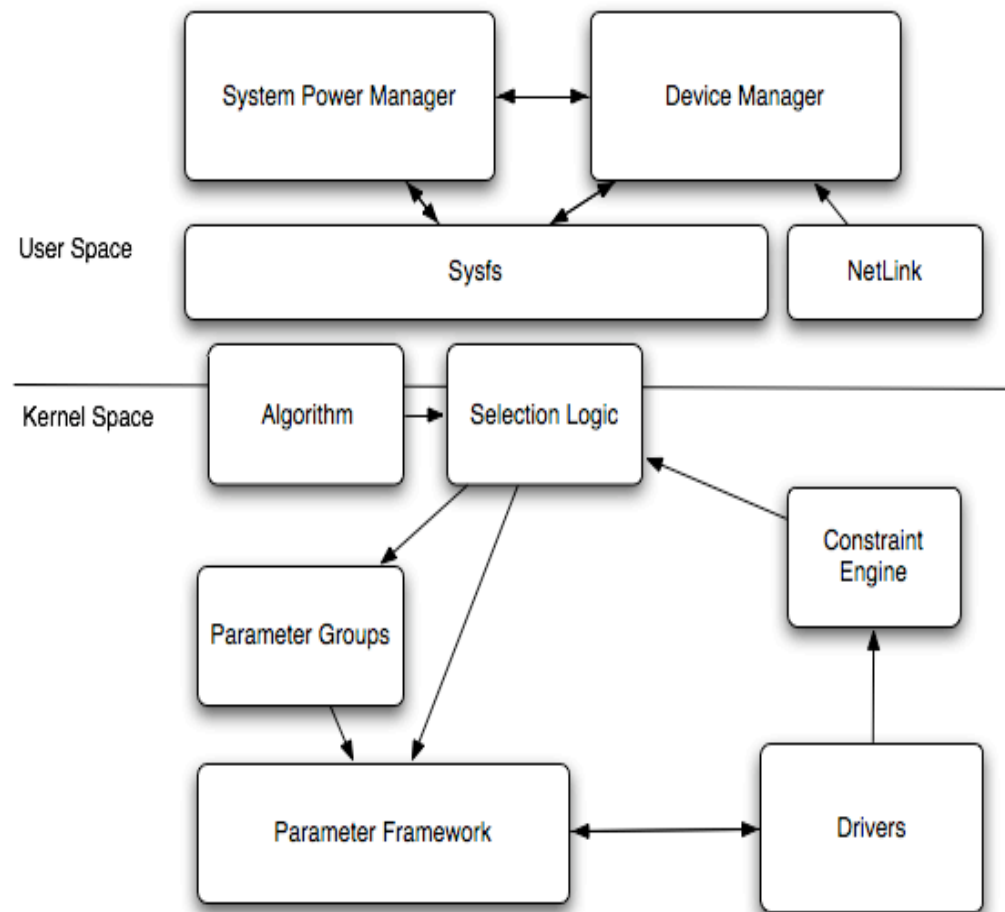 System Power Manager
Device Manager
User Space
Sysfs
NetLink
Kernel Space
Algorithm
Selection Logic
Constraint
Engine
Parameter Groups
Parameter Framework
Drivers